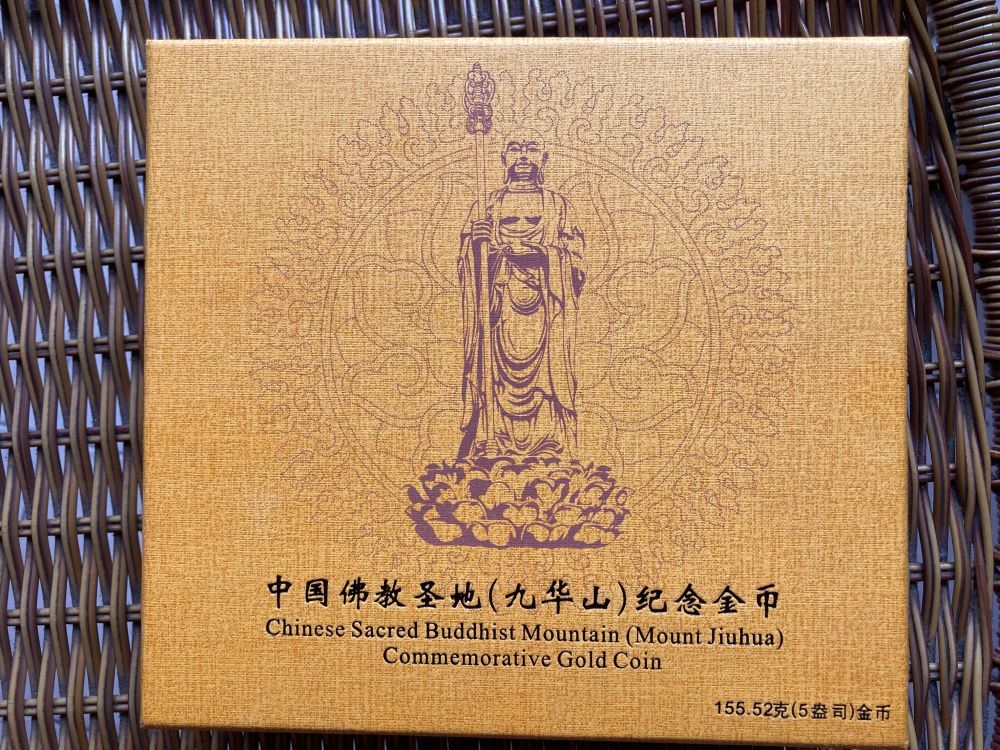 中国佛教圣地(九华山)纪念金币
Chinese Sacred Buddhist Mountain (Mount Jiuhua)
Commemorative Gold Coin
155.52克(5盎司)金币